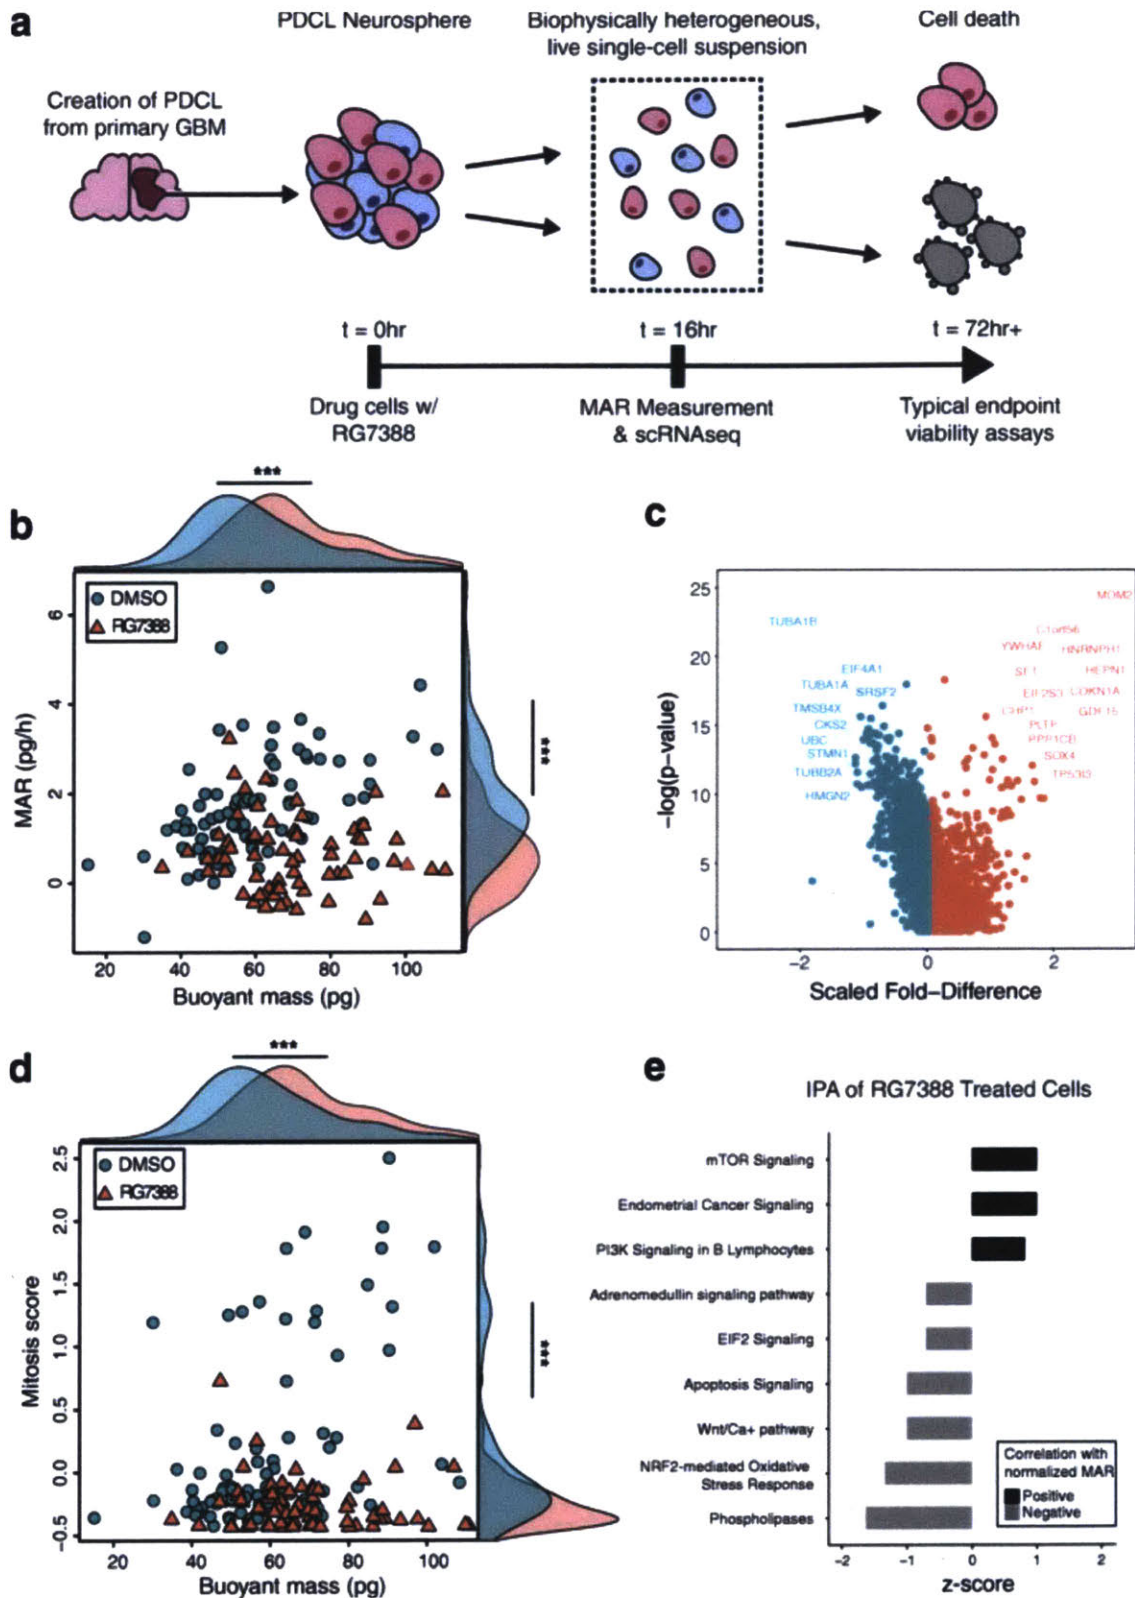 a
PDCL Neurosphere
Biophysically heterogeneous,
live single-cell suspension
Cell death
Creation of PDCL
from primary GBM
t = 0hr
t = 16hr
t = 72hr+
Drug cells w/
RG7388
MAR Measurement
& scRNAseq
Typical endpoint
viability assays
b
***
DMSO
RG7388
6
4
2
0
MAR (pg/h)
***
20 40 60 80 100
Buoyant mass (pg)
c
25
20
15
10
5
0
-log(p-value)
TUBA1B
EIF4A1
TUBA1A
SRSF2
TMSB4X
CKS2
UBC
STMN1
TUBB2A
HMGN2
HNRNPH1
SF1
HEPN1
CDKN1A
GDF15
PLTP
PPP1CB
SOX4
TP53I3
−2 0 2
Scaled Fold−Difference
d
***
DMSO
RG7388
2.5
2.0
1.5
1.0
0.5
0.0
−0.5
Mitosis score
***
20 40 60 80 100
Buoyant mass (pg)
e
IPA of RG7388 Treated Cells
mTOR Signaling
Endometrial Cancer Signaling
PI3K Signaling in B Lymphocytes
Adrenomedullin signaling pathway
EIF2 Signaling
Apoptosis Signaling
Wnt/Ca+ pathway
NRF2-mediated Oxidative
Stress Response
Phospholipases
Correlation with
normalized MAR
Positive
Negative
-2 -1 0 1 2
z-score